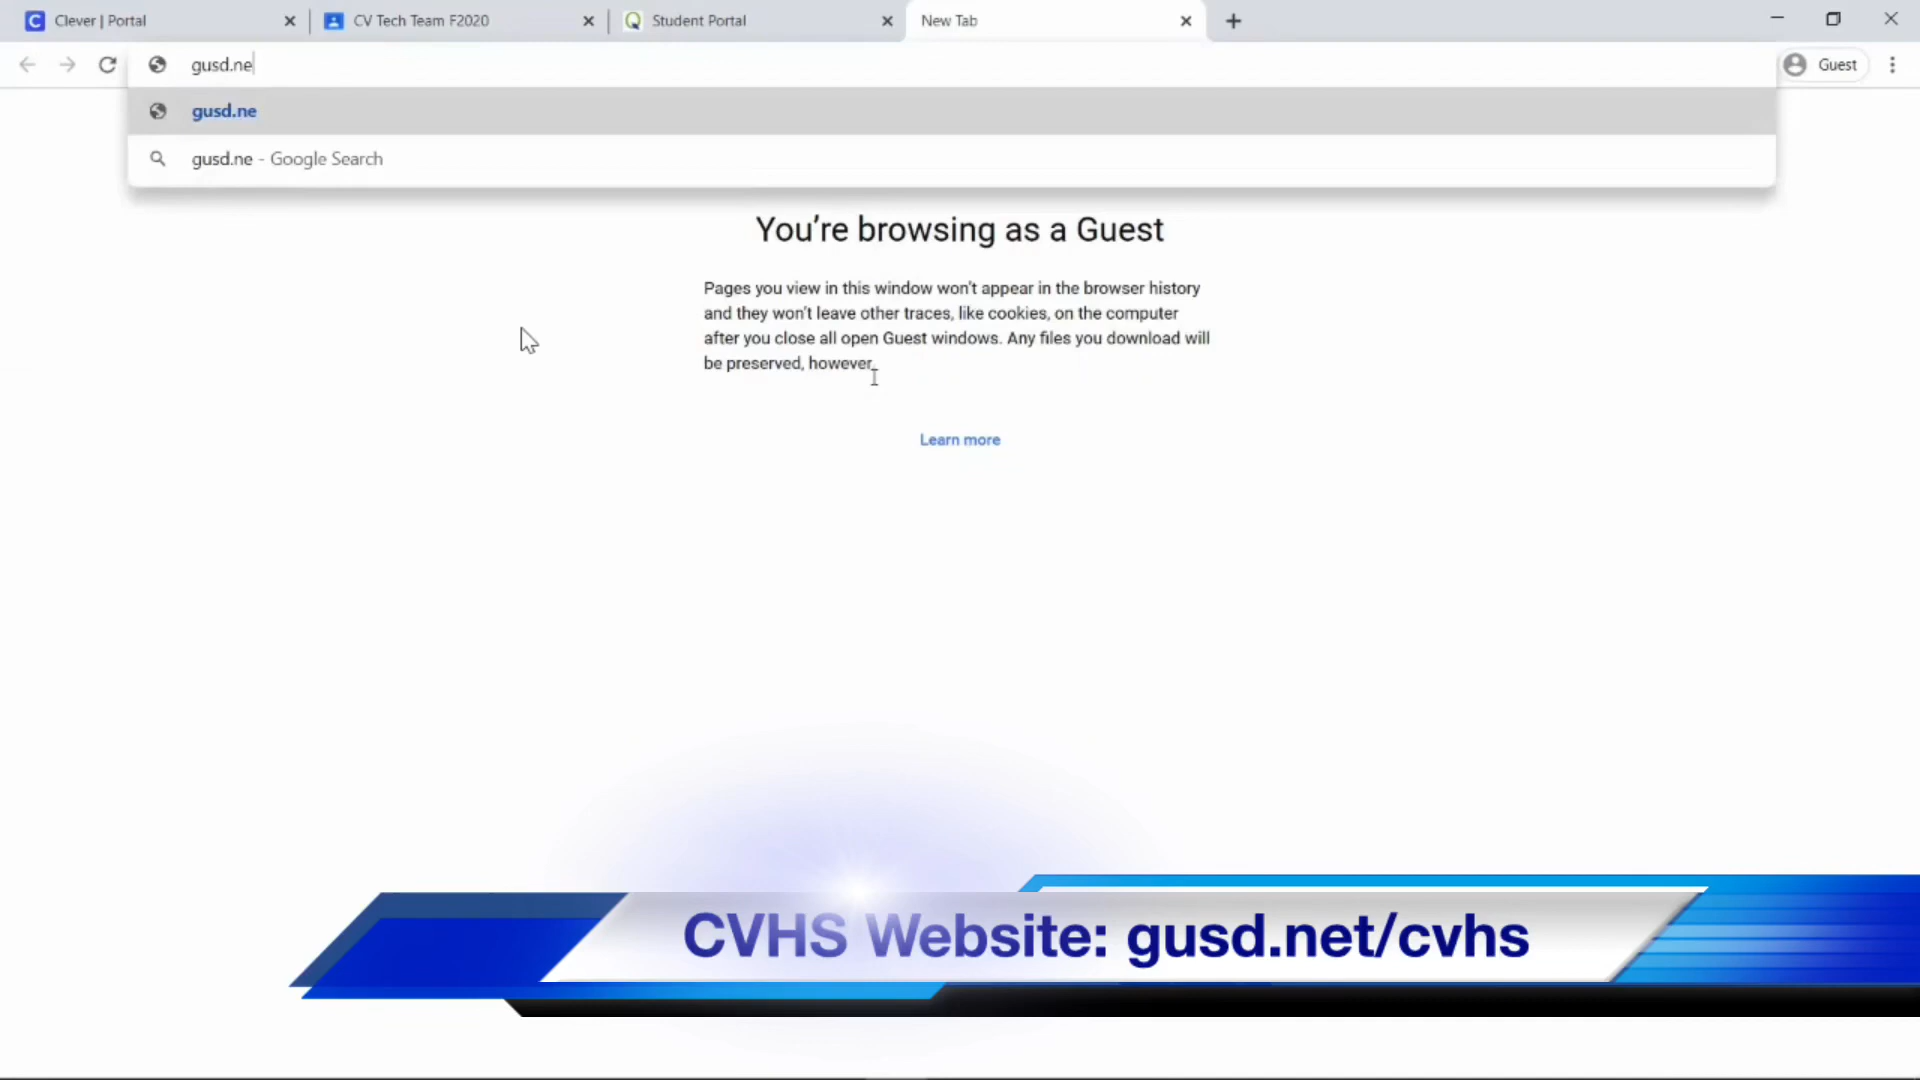 Clever | Portal
CV Tech Team F2020
Student Portal
New Tab
gusd.ne
Guest
gusd.ne
gusd.ne - Google Search
You're browsing as a Guest
Pages you view in this window won't appear in the browser history
and they won't leave other traces, like cookies, on the computer
after you close all open Guest windows. Any files you download will
be preserved, however.
Learn more
CVHS Website: gusd.net/cvhs